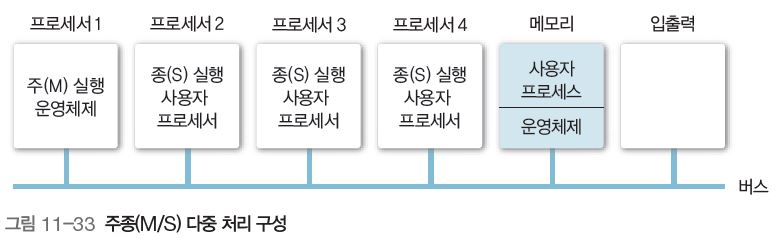 프로세서 1
프로세서 2
프로세서 3
프로세서 4
메모리
입출력
주(M) 실행
운영체제
종(S) 실행
사용자
프로세서
종(S) 실행
사용자
프로세서
종(S) 실행
사용자
프로세서
사용자
프로세스
운영체제
버스
그림 11-33 주종(M/S) 다중 처리 구성